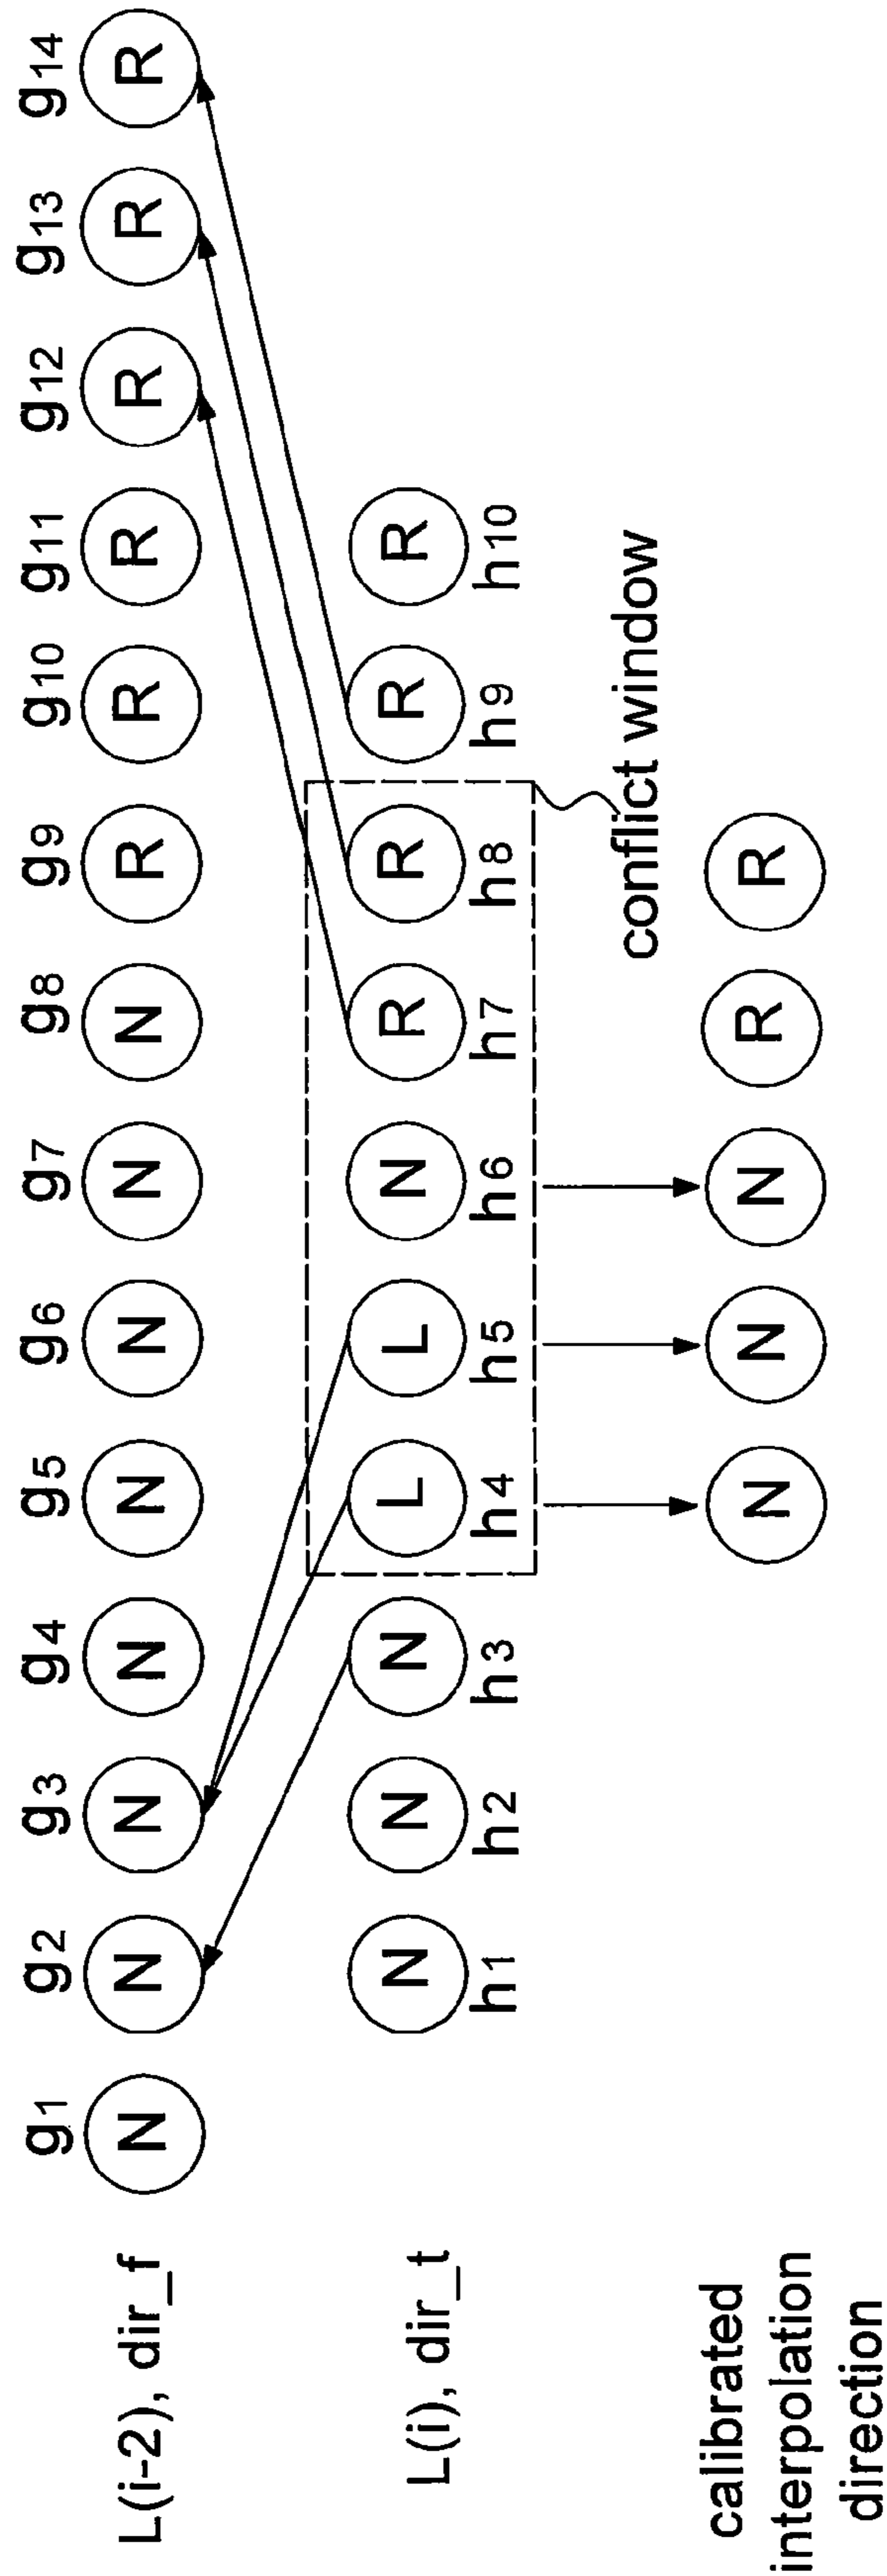 g1 g2 g3 g4 g5 g6 g7 g8 g9 g10 g11 g12 g13 g14
L(i-2), dir_f N N N N N N N N R R R R R R
L(i), dir_t N N N L L N R R R R
h1 h2 h3 h4 h5 h6 h7 h8 h9 h10
conflict window
calibrated
interpolation
direction
N N N R R